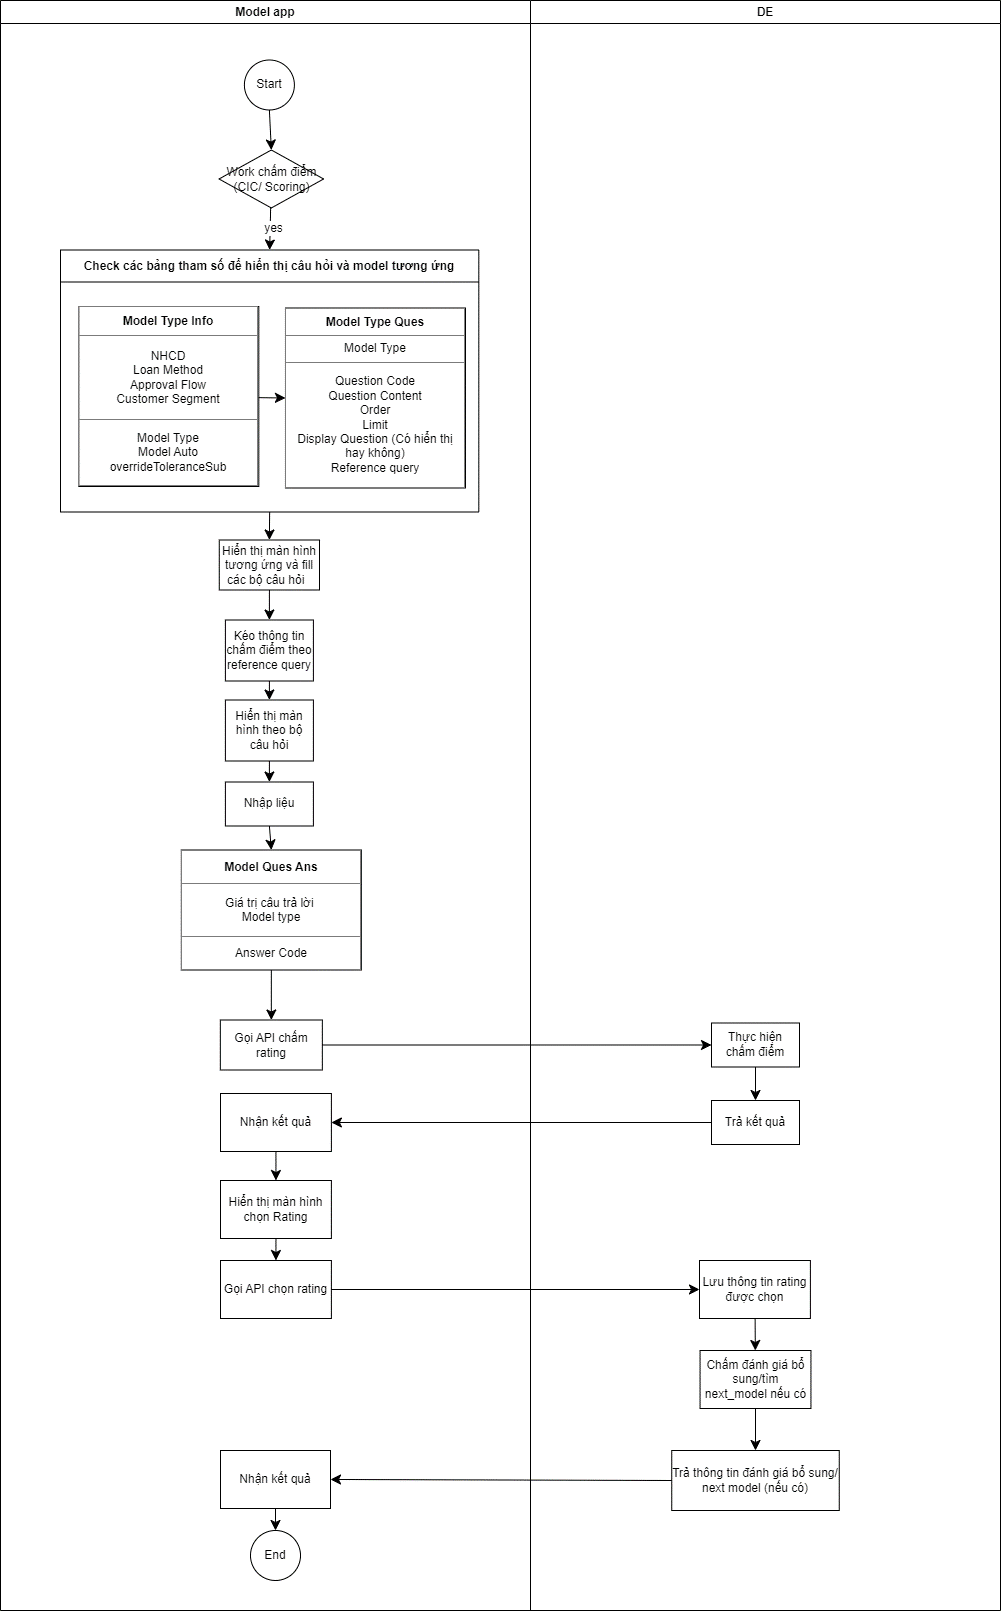 Model app
DE
Start
Work chấm điểm
(CIC/ Scoring)
yes
Check các bảng tham số để hiển thị câu hỏi và model tương ứng
Model Type Info
NHCD
Loan Method
Approval Flow
Customer Segment
Model Type
Model Auto
overrideToleranceSub
Model Type Ques
Model Type
Question Code
Question Content
Order
Limit
Display Question (Có hiển thị
hay không)
Reference query
Hiển thị màn hình
tương ứng và fill
các bộ câu hỏi
Kéo thông tin
chấm điểm theo
reference query
Hiển thị màn
hình theo bộ
câu hỏi
Nhập liệu
Model Ques Ans
Giá trị câu trả lời
Model type
Answer Code
Gọi API chấm
rating
Thực hiện
chấm điểm
Nhận kết quả
Trả kết quả
Hiển thị màn hình
chọn Rating
Gọi API chọn rating
Lưu thông tin rating
được chọn
Chấm đánh giá bổ
sung/tìm
next_model nếu có
Nhận kết quả
Trả thông tin đánh giá bổ sung/
next model (nếu có)
End